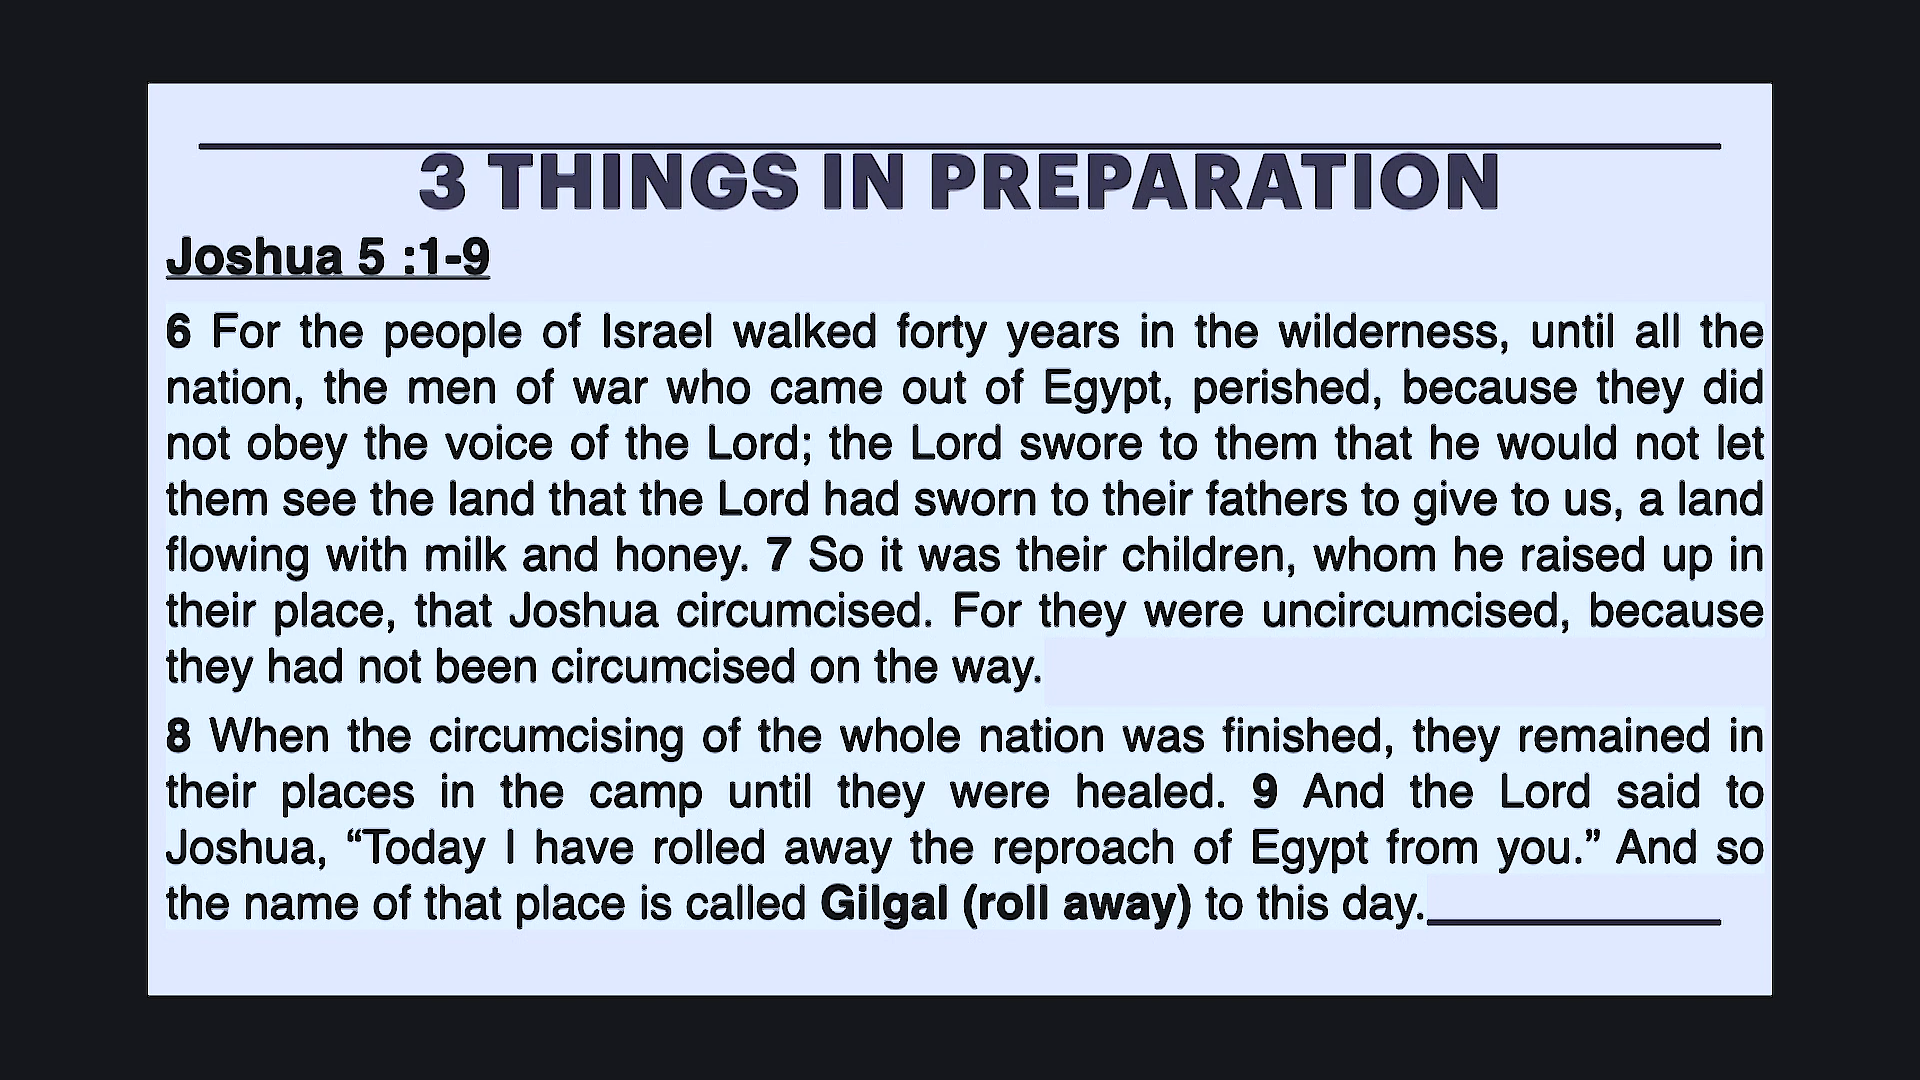 3 THINGS IN PREPARATION
Joshua 5 :1-9
6 For the people of Israel walked forty years in the wilderness, until all the
nation, the men of war who came out of Egypt, perished, because they did
not obey the voice of the Lord; the Lord swore to them that he would not let
them see the land that the Lord had sworn to their fathers to give to us, a land
flowing with milk and honey. 7 So it was their children, whom he raised up in
their place, that Joshua circumcised. For they were uncircumcised, because
they had not been circumcised on the way.
8 When the circumcising of the whole nation was finished, they remained in
their places in the camp until they were healed. 9 And the Lord said to
Joshua, “Today I have rolled away the reproach of Egypt from you.” And so
the name of that place is called Gilgal (roll away) to this day.